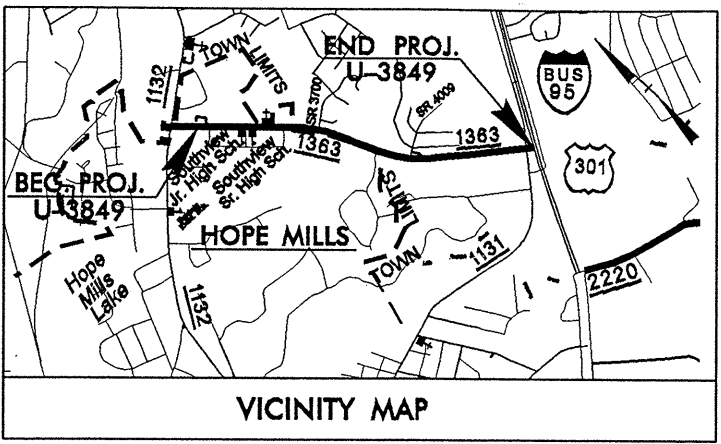 END PROJ.
U-3849
TOWN
LIMITS
BUS
95
1132
SR 3700
SR 4009
1363
1363
301
Southview
Jr. High Sch.
Southview
Sr. High Sch.
BEG. PROJ.
U-3849
LIMITS
TOWN
HOPE MILLS
1131
2220
Hope
Mills
Lake
1132
VICINITY MAP